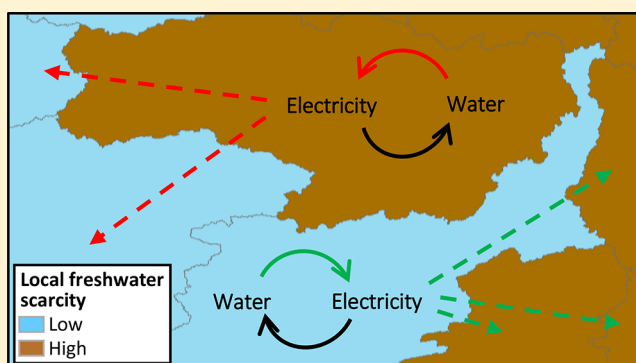 Electricity Water
Water Electricity
Local freshwater
scarcity
Low
High